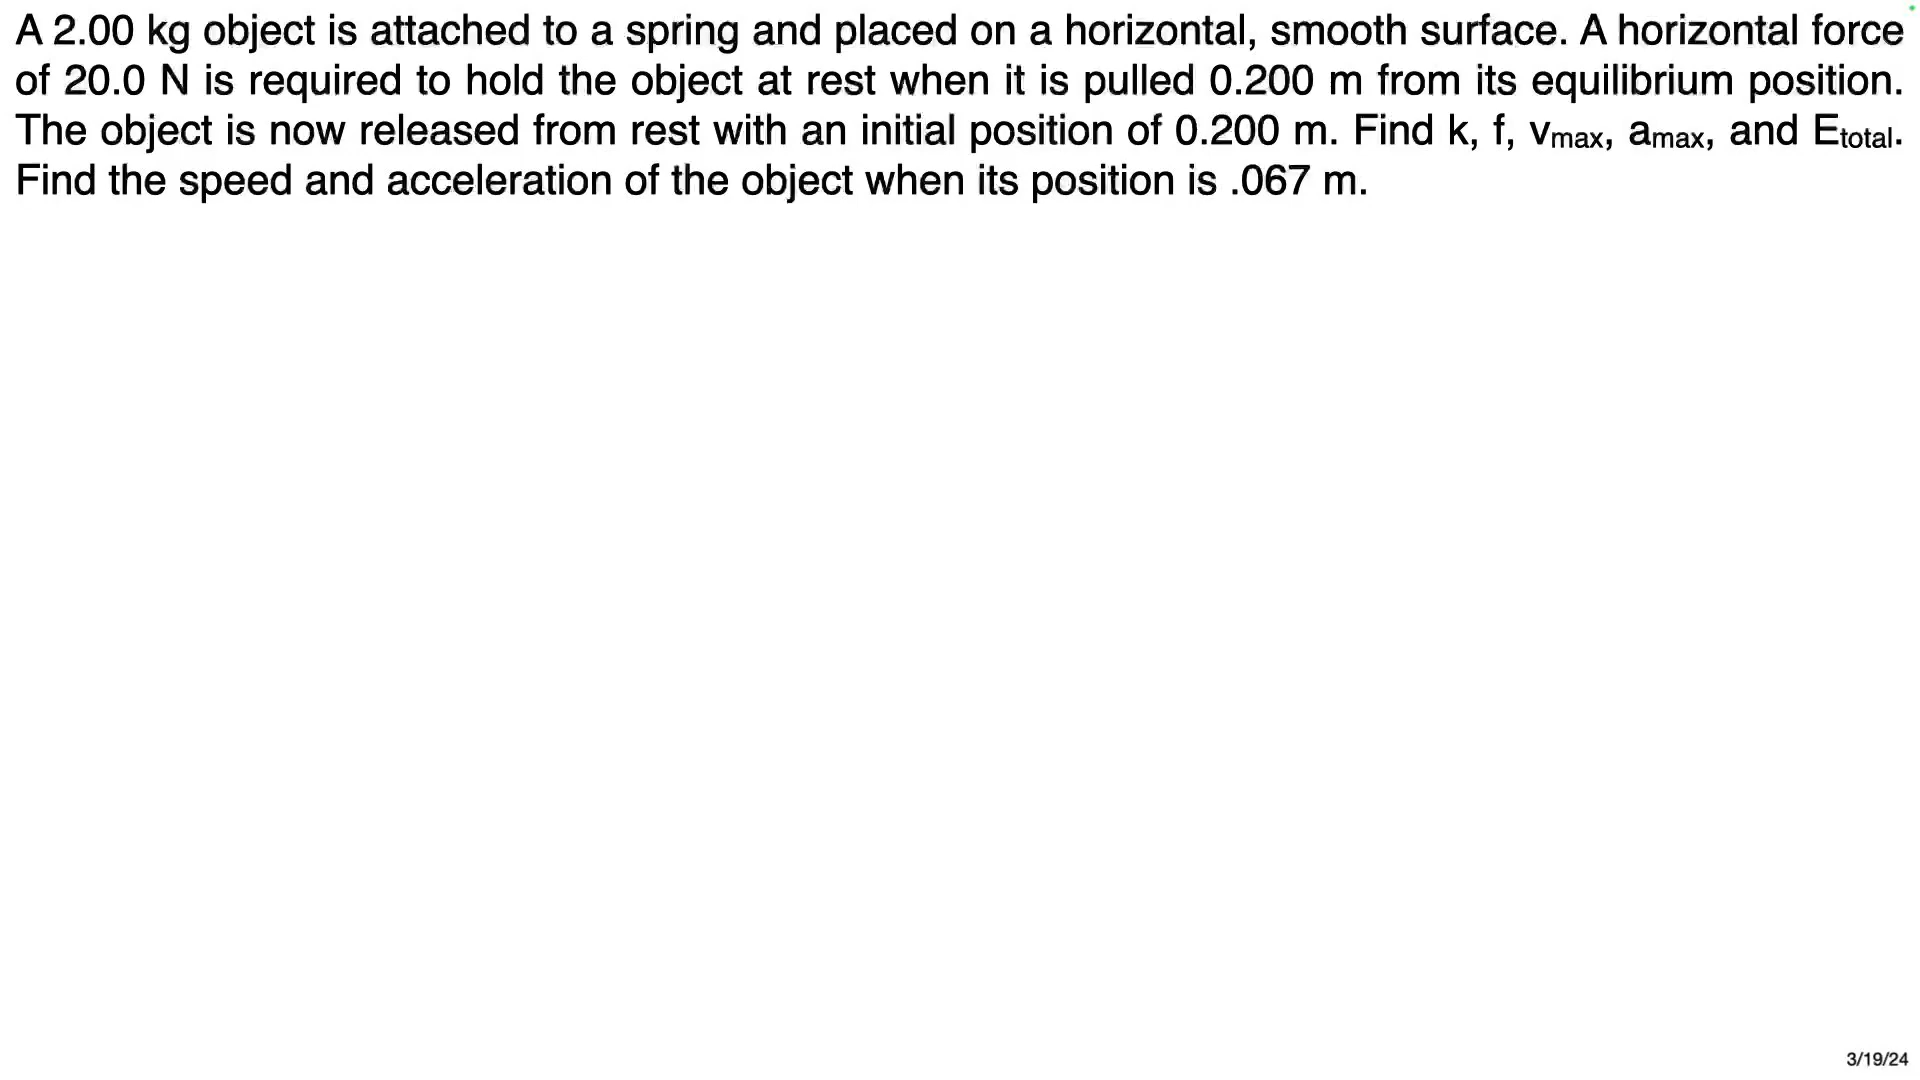 A 2.00 kg object is attached to a spring and placed on a horizontal, smooth surface. A horizontal force
of 20.0 N is required to hold the object at rest when it is pulled 0.200 m from its equilibrium position.
The object is now released from rest with an initial position of 0.200 m. Find k, f, vmax, amax, and Etotal.
Find the speed and acceleration of the object when its position is .067 m.
3/19/24